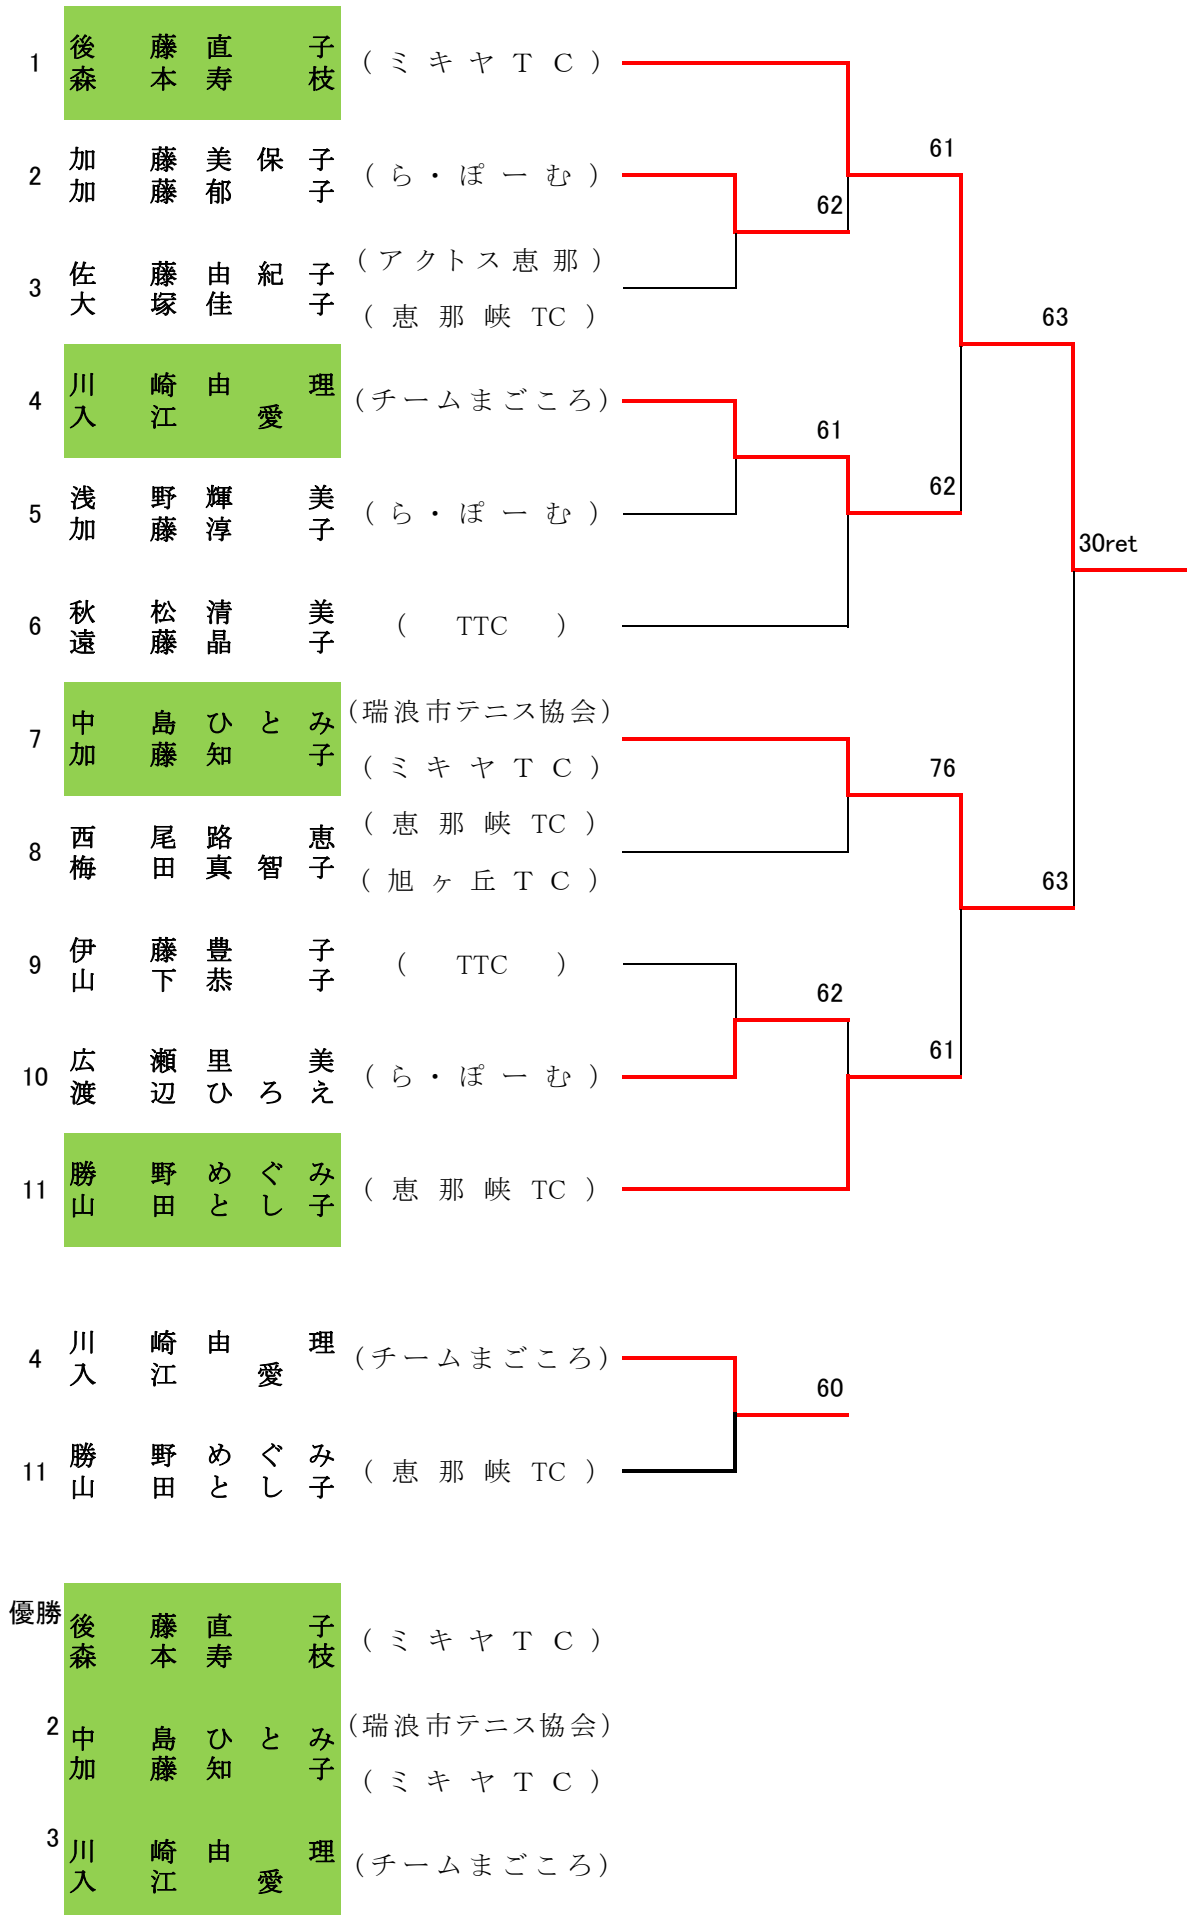 1 後藤直子 (ミキヤTC)
森本寿枝
61
2 加藤美保子 (ら・ぽーむ)
加藤郁子
62
3 佐藤由紀子 (アクトス恵那)
大塚佳子 (恵那峡TC)
63
4 川崎由理 (チームまごころ)
入江愛
61
62
5 浅野輝美 (ら・ぽーむ)
加藤淳子
30ret
6 秋松清美 (TTC)
遠藤晶子
7 中島ひとみ (瑞浪市テニス協会)
加藤知子 (ミキヤTC)
76
8 西尾路恵 (恵那峡TC)
梅田真智子 (旭ヶ丘TC)
63
9 伊藤豊子 (TTC)
山下恭子
62
61
10 広瀬里美 (ら・ぽーむ)
渡辺ひろえ
11 勝野めぐみ (恵那峡TC)
山田とし子
4 川崎由理 (チームまごころ)
入江愛
60
11 勝野めぐみ (恵那峡TC)
山田とし子
優勝 後藤直子 (ミキヤTC)
森本寿枝
2 中島ひとみ (瑞浪市テニス協会)
加藤知子 (ミキヤTC)
3 川崎由理 (チームまごころ)
入江愛